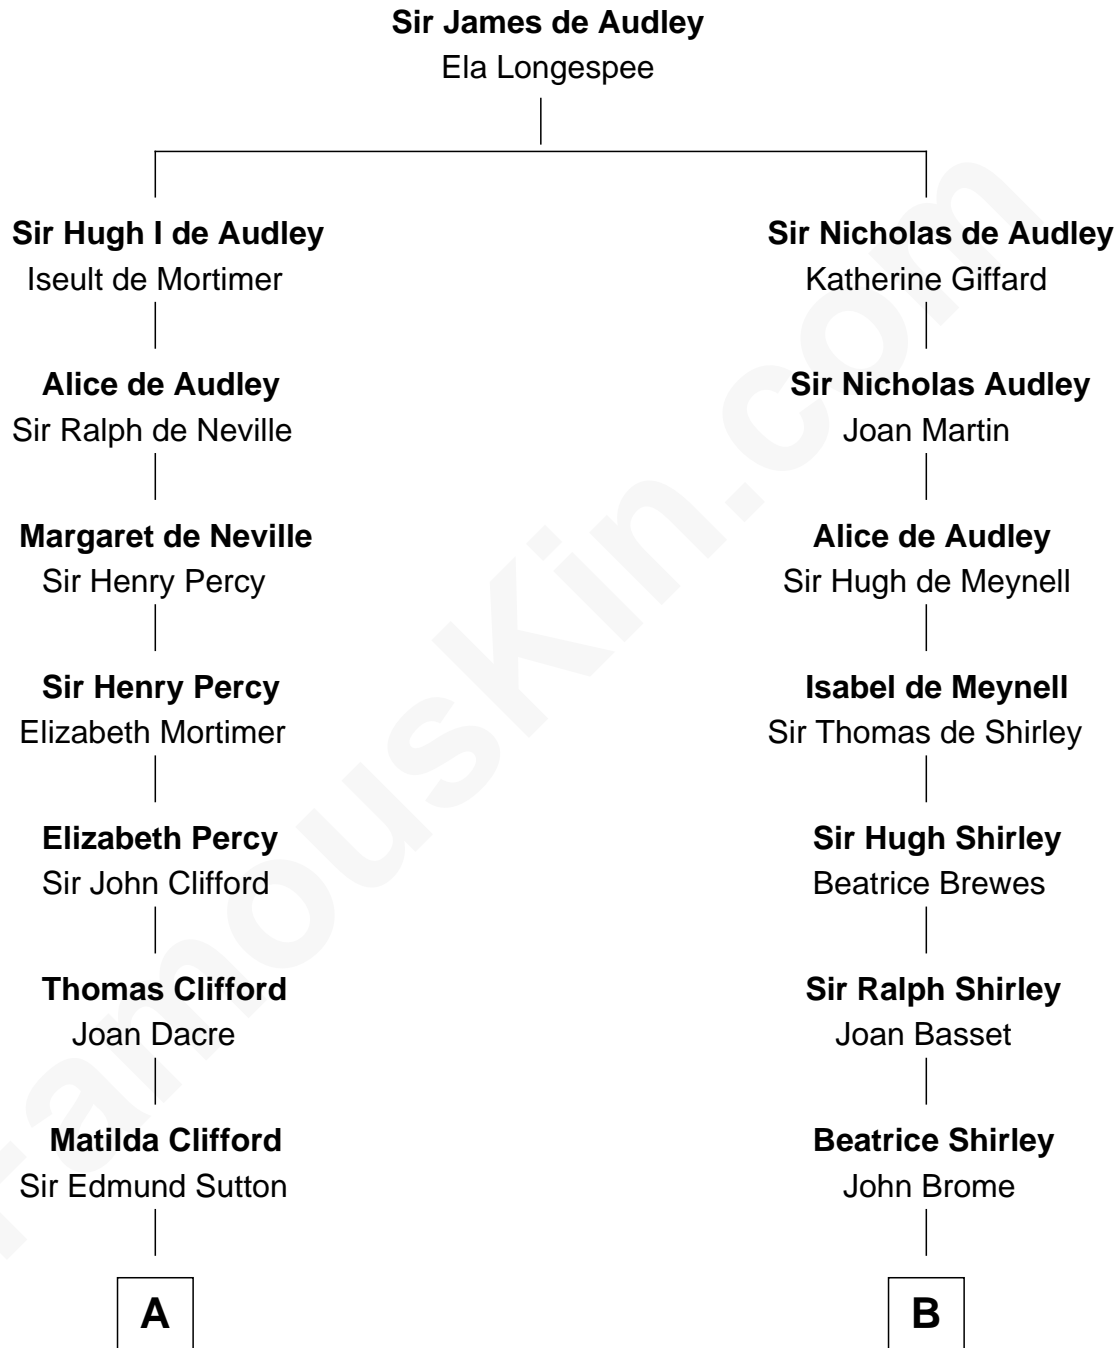 Sir James de Audley
Ela Longespee
Sir Hugh I de Audley
Iseult de Mortimer
Alice de Audley
Sir Ralph de Neville
Margaret de Neville
Sir Henry Percy
Sir Henry Percy
Elizabeth Mortimer
Elizabeth Percy
Sir John Clifford
Thomas Clifford
Joan Dacre
Matilda Clifford
Sir Edmund Sutton
A
Sir Nicholas de Audley
Katherine Giffard
Sir Nicholas Audley
Joan Martin
Alice de Audley
Sir Hugh de Meynell
Isabel de Meynell
Sir Thomas de Shirley
Sir Hugh Shirley
Beatrice Brewes
Sir Ralph Shirley
Joan Basset
Beatrice Shirley
John Brome
B
FamousKin.com